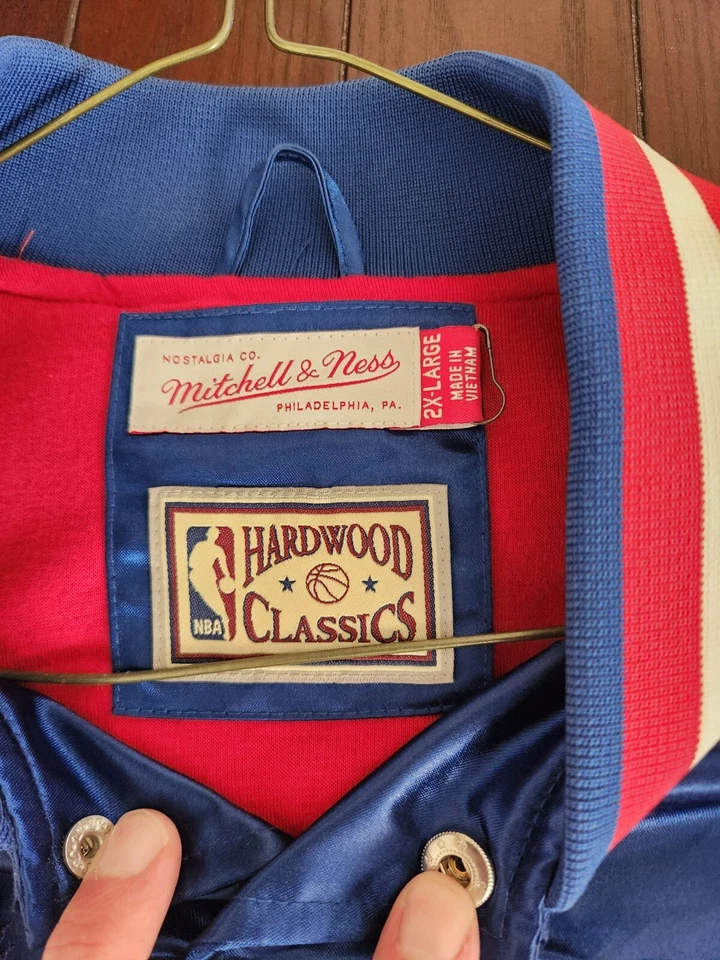 NOSTALGIA CO.
Mitchell & Ness
PHILADELPHIA, PA.
2X-LARGE
MADE IN
VIETNAM
HARDWOOD
CLASSICS
NBA